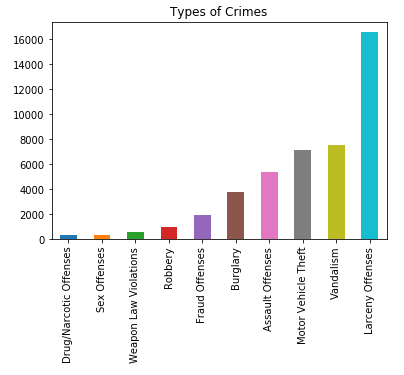 Types of Crimes
16000
14000
12000
10000
8000
6000
4000
2000
0
Drug/Narcotic Offenses
Sex Offenses
Weapon Law Violations
Robbery
Fraud Offenses
Burglary
Assault Offenses
Motor Vehicle Theft
Vandalism
Larceny Offenses